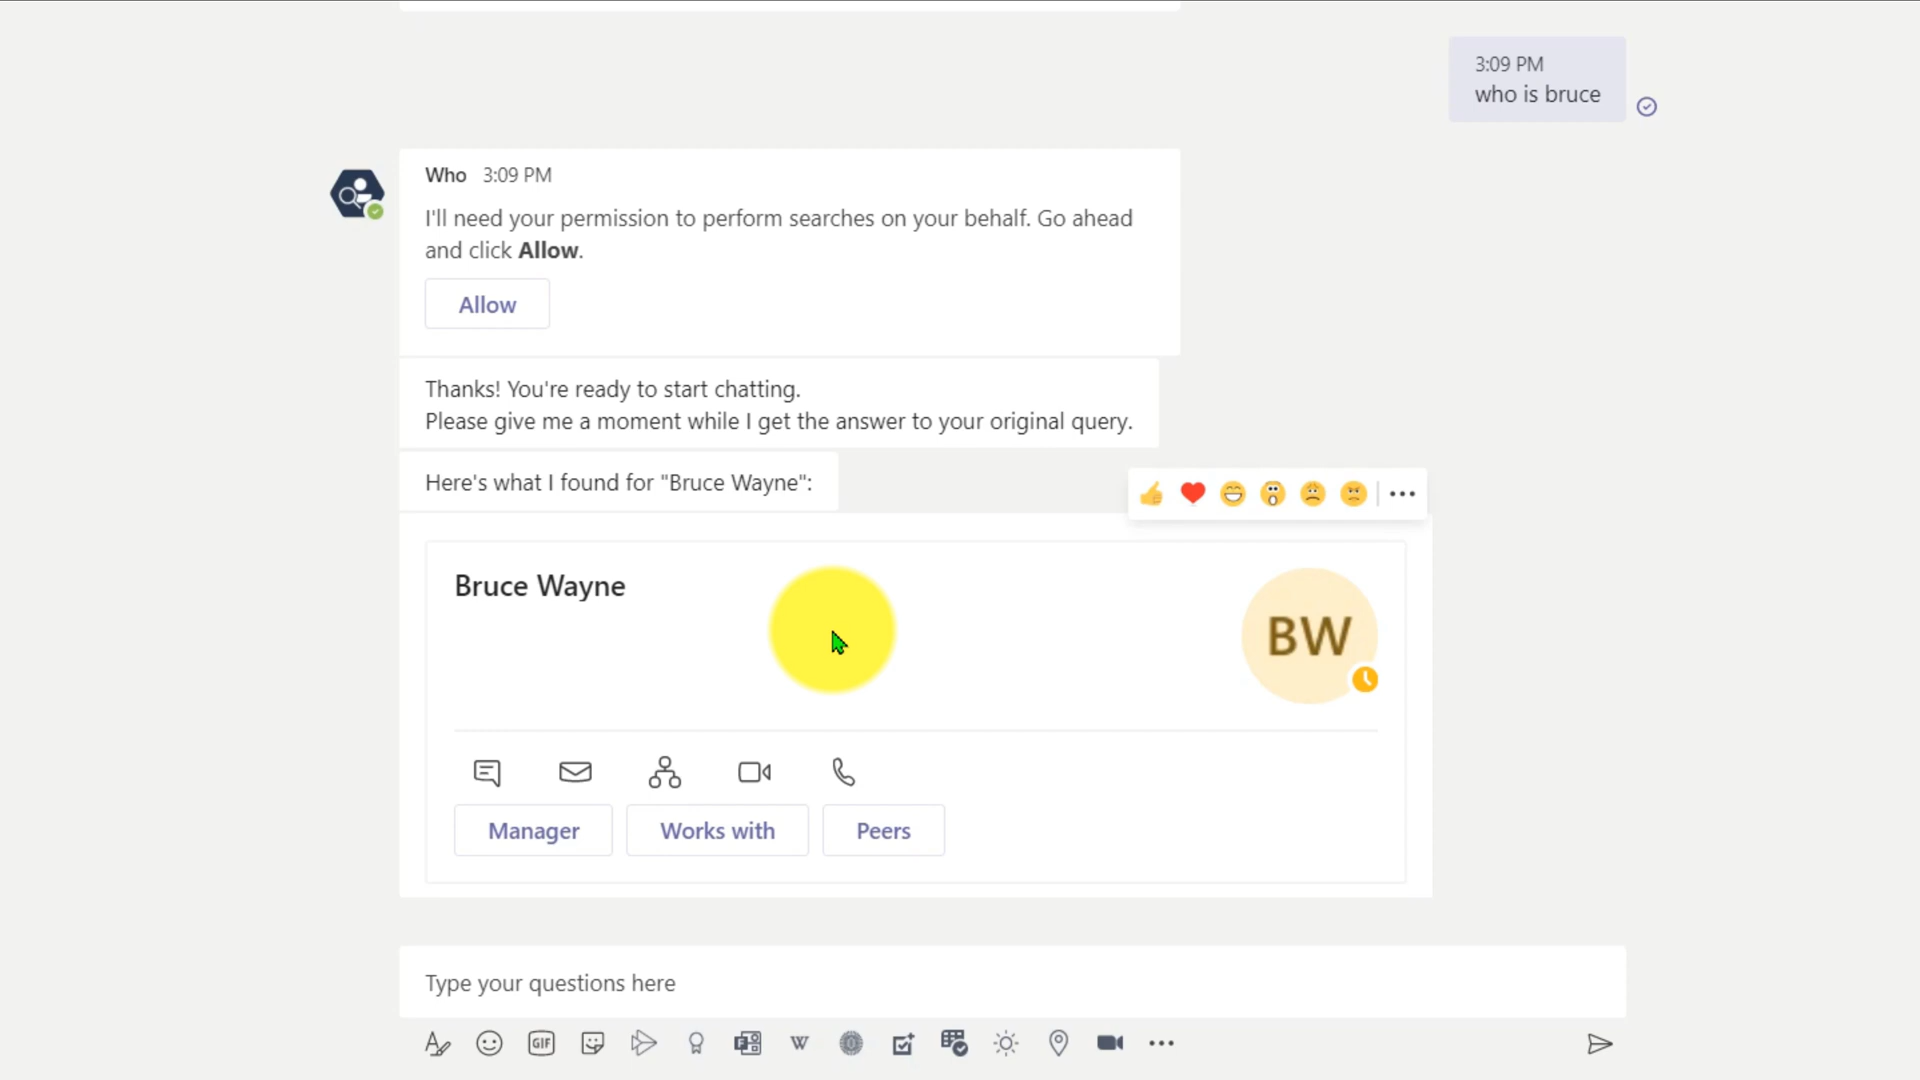 3:09 PM
who is bruce
Who 3:09 PM
I'll need your permission to perform searches on your behalf. Go ahead
and click Allow.
Allow
Thanks! You're ready to start chatting.
Please give me a moment while I get the answer to your original query.
Here's what I found for "Bruce Wayne":
Bruce Wayne
BW
Manager
Works with
Peers
Type your questions here
GIF
W